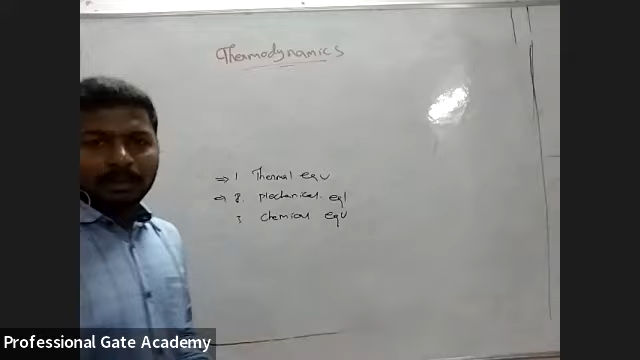 Thermodynamics
⇒ 1 Thermal equ.
⇒ 2. Mechanical. eql
3 chemical equ
Professional Gate Academy